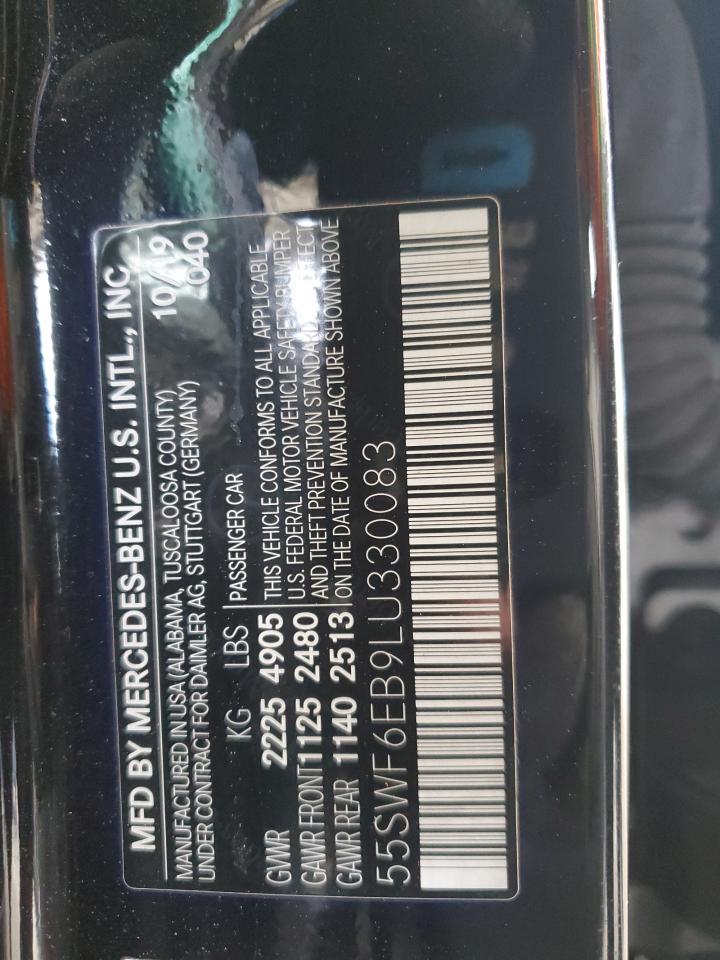 MFD BY MERCEDES-BENZ U.S. INTL., INC.
MANUFACTURED IN USA (ALABAMA, TUSCALOOSA COUNTY) 10/19
UNDER CONTRACT FOR DAIMLER AG, STUTTGART (GERMANY) 040
KG LBS PASSENGER CAR
GVWR 2225 4905 THIS VEHICLE CONFORMS TO ALL APPLICABLE
U.S. FEDERAL MOTOR VEHICLE SAFETY, BUMPER
GAWR FRONT 1125 2480 AND THEFT PREVENTION STANDARDS
GAWR REAR 1140 2513 ON THE DATE OF MANUFACTURE SHOWN ABOVE
55SWF6EB9LU330083